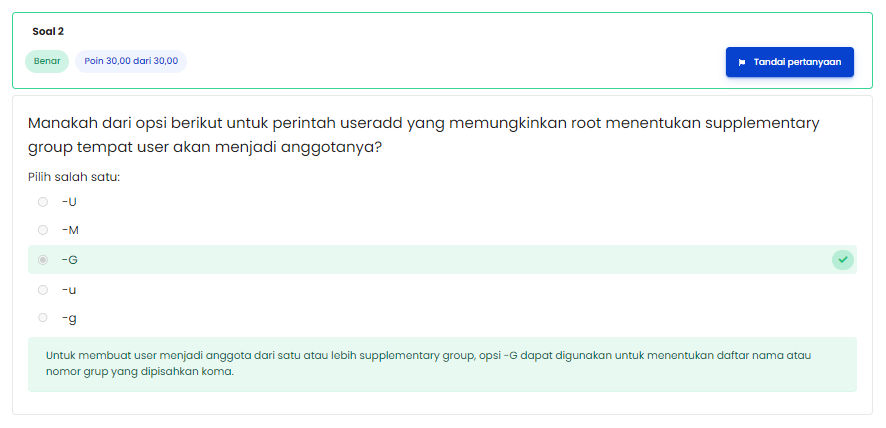 Soal 2
Benar
Poin 30,00 dari 30,00
Tandai pertanyaan
Manakah dari opsi berikut untuk perintah useradd yang memungkinkan root menentukan supplementary
group tempat user akan menjadi anggotanya?
Pilih salah satu:
-U
-M
-G
-u
-g
Untuk membuat user menjadi anggota dari satu atau lebih supplementary group, opsi -G dapat digunakan untuk menentukan daftar nama atau
nomor grup yang dipisahkan koma.